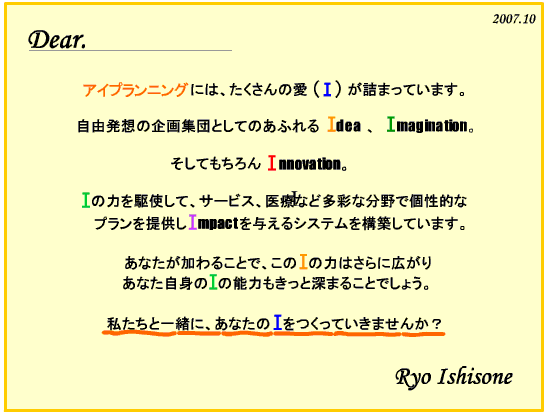 2007.10
Dear.
アイプランニングには、たくさんの愛(I)が詰まっています。
自由発想の企画集団としてのあふれる Idea 、 Imagination。
そしてもちろん Innovation。
Iの力を駆使して、サービス、医療など多彩な分野で個性的な
プランを提供しImpactを与えるシステムを構築しています。
あなたが加わることで、このIの力はさらに広がり
あなた自身のIの能力もきっと深まることでしょう。
私たちと一緒に、あなたのIをつくっていきませんか？
Ryo Ishisone